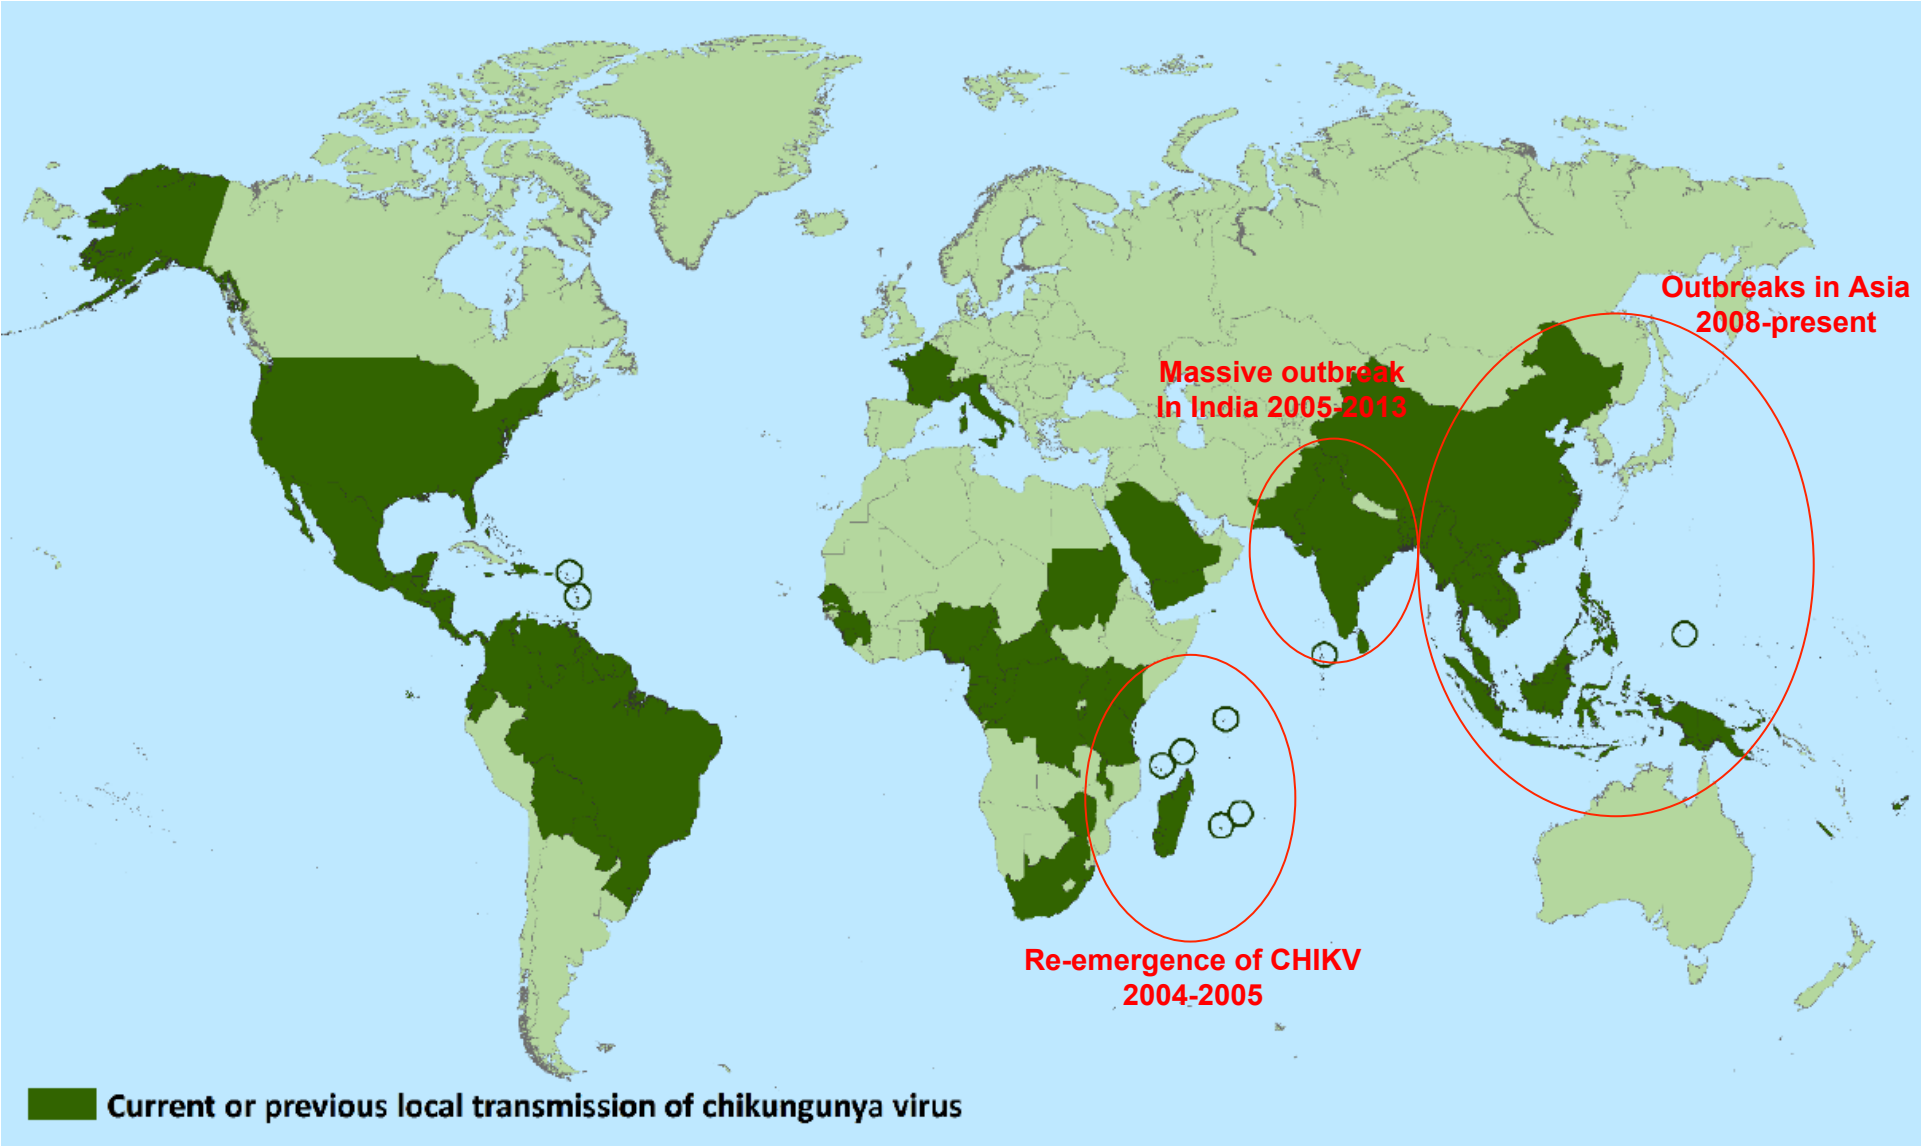 Outbreaks in Asia
2008-present
Massive outbreak
In India 2005-2013
Re-emergence of CHIKV
2004-2005
Current or previous local transmission of chikungunya virus